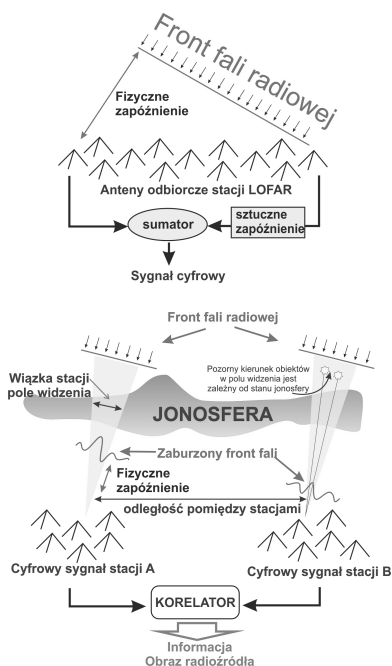 Front fali radiowej
Fizyczne
zapóźnienie
Anteny odbiorcze stacji LOFAR
sumator
sztuczne
zapóźnienie
Sygnał cyfrowy
Front fali radiowej
Pozorny kierunek obiektów
w polu widzenia jest
zależny od stanu jonosfery
Wiązka stacji
pole widzenia
JONOSFERA
Zaburzony front fali
Fizyczne
zapóźnienie
odległość pomiędzy stacjami
Cyfrowy sygnał stacji A
Cyfrowy sygnał stacji B
KORELATOR
Informacja
Obraz radioźródła